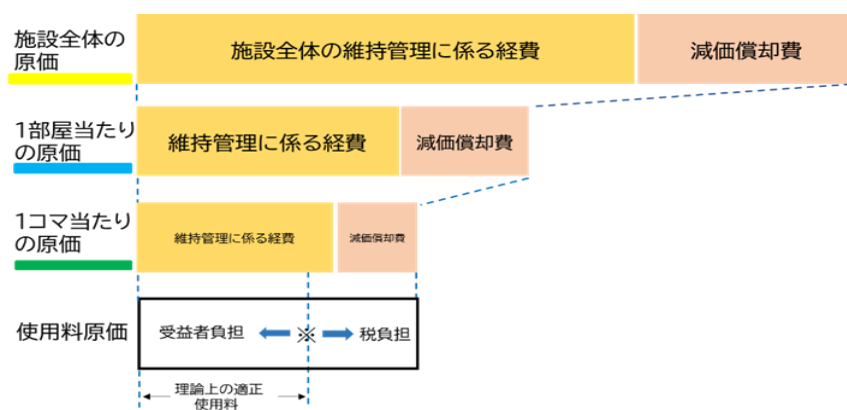 施設全体の
原価
施設全体の維持管理に係る経費
減価償却費
1部屋当たり
の原価
維持管理に係る経費
減価償却費
1コマ当たり
の原価
維持管理に係る経費
減価償却費
使用料原価
受益者負担
※
税負担
理論上の適正
使用料